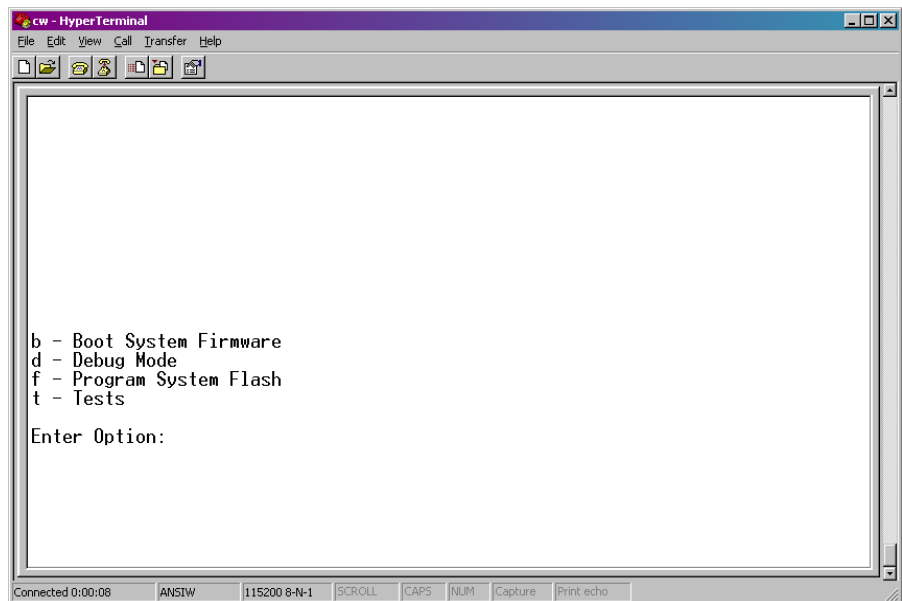 cw - HyperTerminal
File Edit View Call Transfer Help
b - Boot System Firmware
d - Debug Mode
f - Program System Flash
t - Tests
Enter Option:
Connected 0:00:08 ANSIW 115200 8-N-1 SCROLL CAPS NUM Capture Print echo